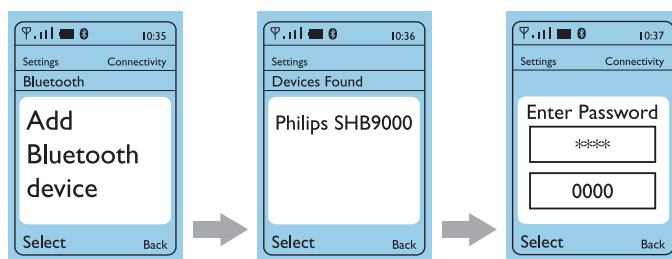 10:35
Settings Connectivity
Bluetooth
Add
Bluetooth
device
Select Back
10:36
Settings
Devices Found
Philips SHB9000
Select Back
10:37
Settings Connectivity
Enter Password
****
0000
Select Back